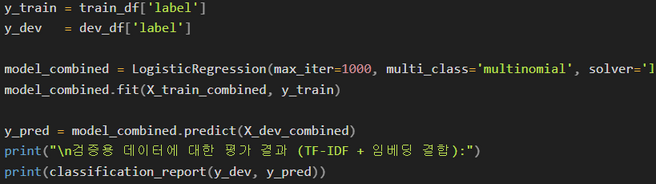 y_train = train_df['label']
y_dev   = dev_df['label']
model_combined = LogisticRegression(max_iter=1000, multi_class='multinomial', solver='l
model_combined.fit(X_train_combined, y_train)
y_pred = model_combined.predict(X_dev_combined)
print("\n검증용 데이터에 대한 평가 결과 (TF-IDF + 임베딩 결합):")
print(classification_report(y_dev, y_pred))